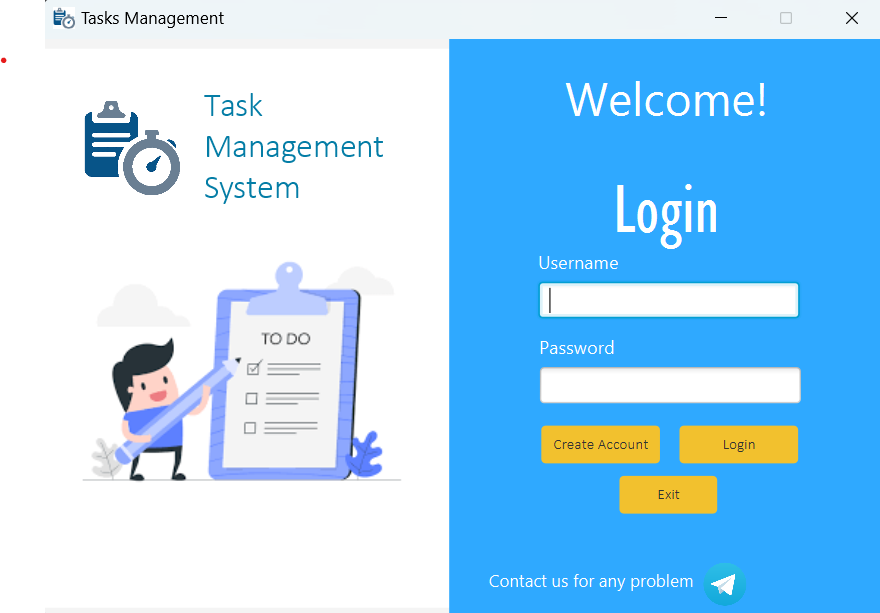 Tasks Management
Task
Management
System
TO DO
Welcome!
Login
Username
Password
Create Account
Login
Exit
Contact us for any problem